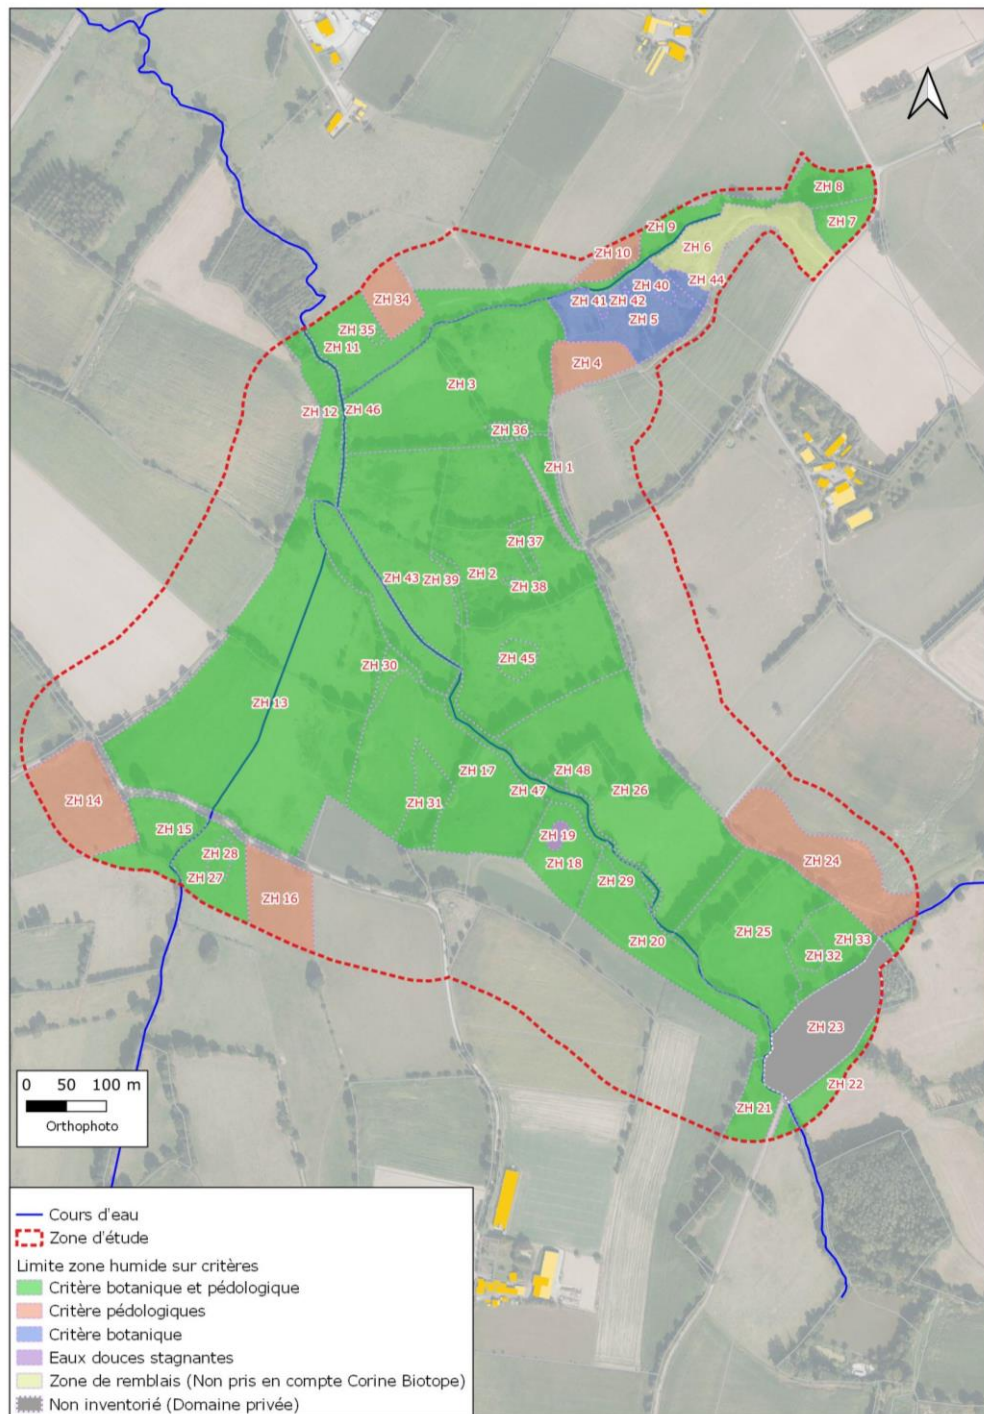 ZH 8
ZH 7
ZH 9
ZH 6
ZH 10
ZH 44
ZH 40
ZH 41
ZH 42
ZH 5
ZH 34
ZH 35
ZH 11
ZH 4
ZH 3
ZH 12
ZH 46
ZH 36
ZH 1
ZH 37
ZH 43
ZH 39
ZH 2
ZH 38
ZH 45
ZH 30
ZH 13
ZH 14
ZH 17
ZH 48
ZH 47
ZH 26
ZH 31
ZH 15
ZH 28
ZH 27
ZH 16
ZH 19
ZH 18
ZH 29
ZH 24
ZH 20
ZH 25
ZH 33
ZH 32
ZH 23
ZH 22
ZH 21
0 50 100 m
Orthophoto
Cours d'eau
Zone d'étude
Limite zone humide sur critères
Critère botanique et pédologique
Critère pédologiques
Critère botanique
Eaux douces stagnantes
Zone de remblais (Non pris en compte Corine Biotope)
Non inventorié (Domaine privée)